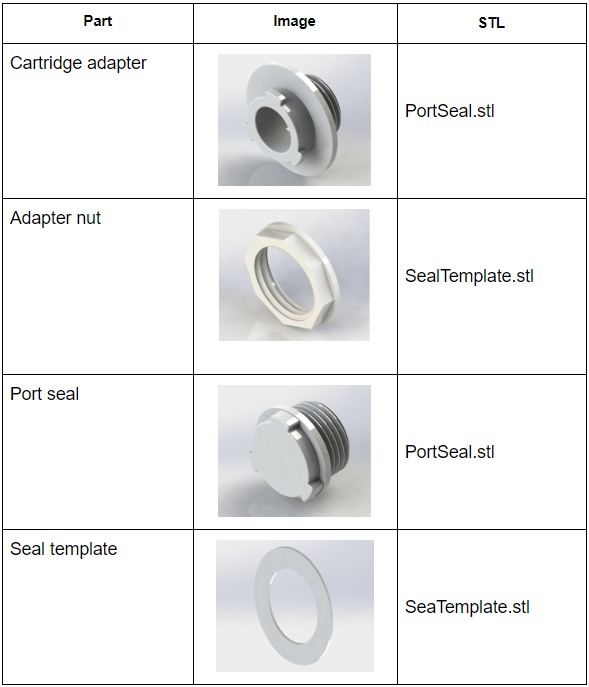 Part Image STL
Cartridge adapter
PortSeal.stl
Adapter nut
SealTemplate.stl
Port seal
PortSeal.stl
Seal template
SeaTemplate.stl